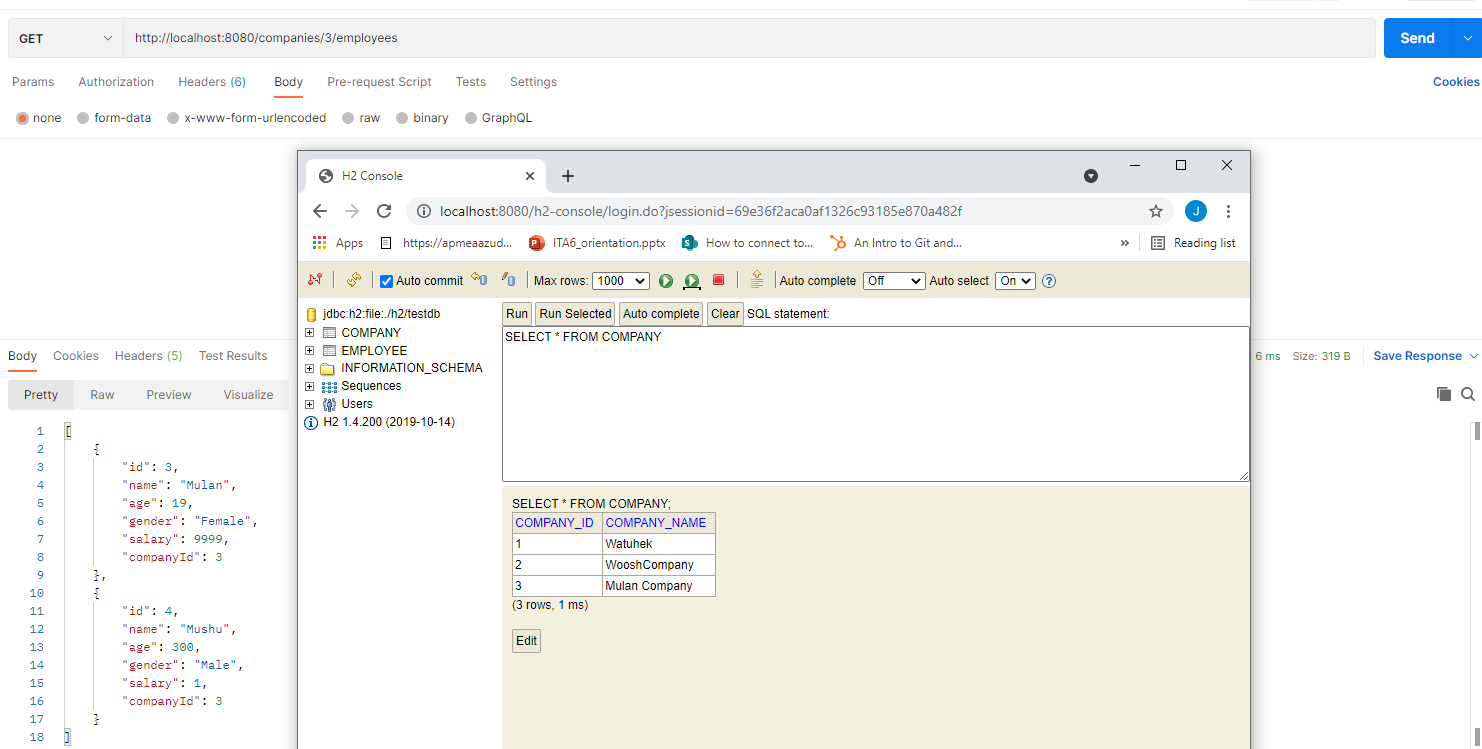 GET http://localhost:8080/companies/3/employees Send
Params Authorization Headers (6) Body Pre-request Script Tests Settings Cookies
none form-data x-www-form-urlencoded raw binary GraphQL
H2 Console
localhost:8080/h2-console/login.do?jsessionid=69e36f2aca0af1326c93185e870a482f J
Apps https://apmeaazud... ITA6_orientation.pptx How to connect to... An Intro to Git and... » Reading list
Auto commit Max rows: 1000 Auto complete Off Auto select On
jdbc:h2:file:./h2/testdb
COMPANY
EMPLOYEE
INFORMATION_SCHEMA
Sequences
Users
H2 1.4.200 (2019-10-14)
Run Run Selected Auto complete Clear SQL statement:
SELECT * FROM COMPANY
SELECT * FROM COMPANY;
COMPANY_ID COMPANY_NAME
1 Watuhek
2 WooshCompany
3 Mulan Company
(3 rows, 1 ms)
Edit
Body Cookies Headers (5) Test Results 6 ms Size: 319 B Save Response
Pretty Raw Preview Visualize
1 [
2 {
3 "id": 3,
4 "name": "Mulan",
5 "age": 19,
6 "gender": "Female",
7 "salary": 9999,
8 "companyId": 3
9 },
10 {
11 "id": 4,
12 "name": "Mushu",
13 "age": 300,
14 "gender": "Male",
15 "salary": 1,
16 "companyId": 3
17 }
18 ]